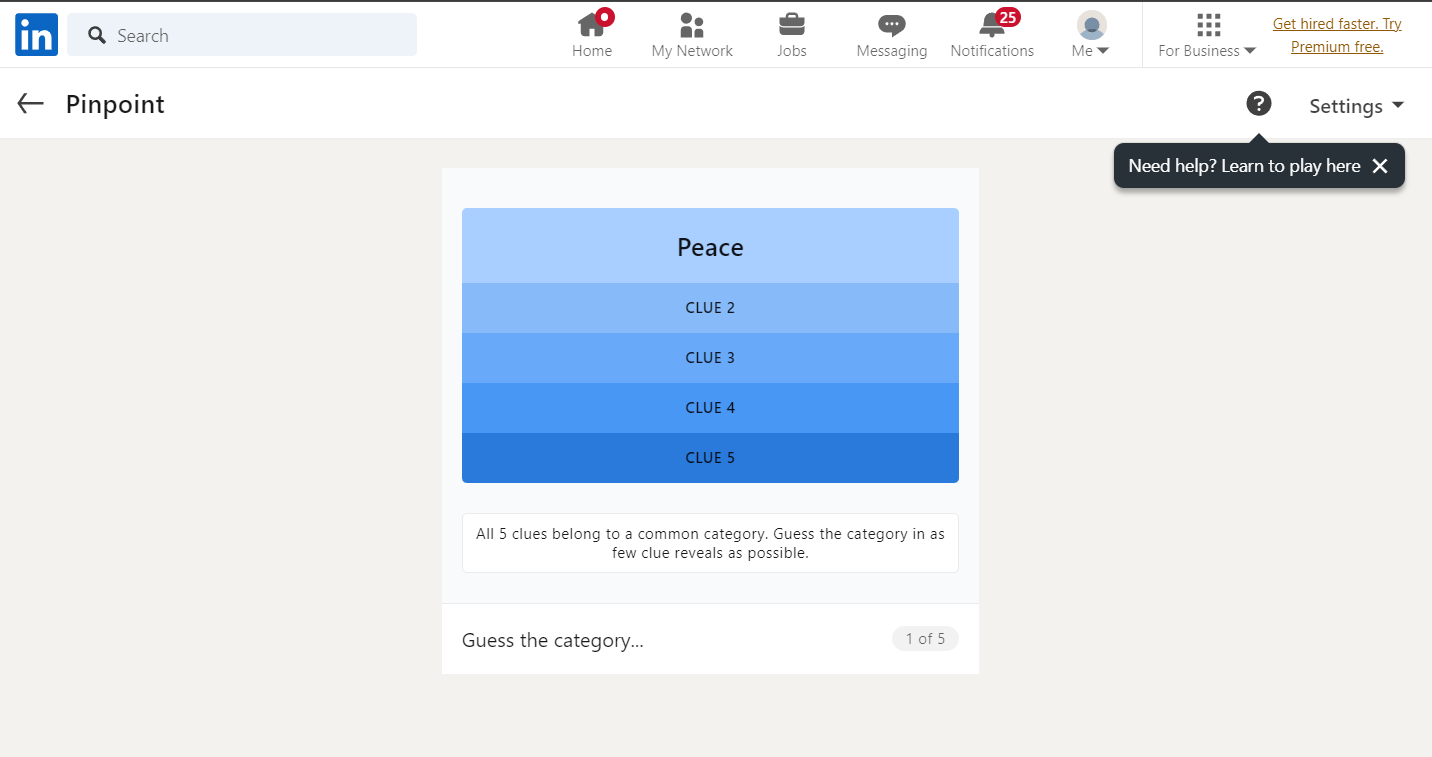 in
Search
Home
My Network
Jobs
Messaging
25
Notifications
Me
For Business
Get hired faster. Try
Premium free.
Pinpoint
?
Settings
Need help? Learn to play here
Peace
CLUE 2
CLUE 3
CLUE 4
CLUE 5
All 5 clues belong to a common category. Guess the category in as
few clue reveals as possible.
Guess the category...
1 of 5